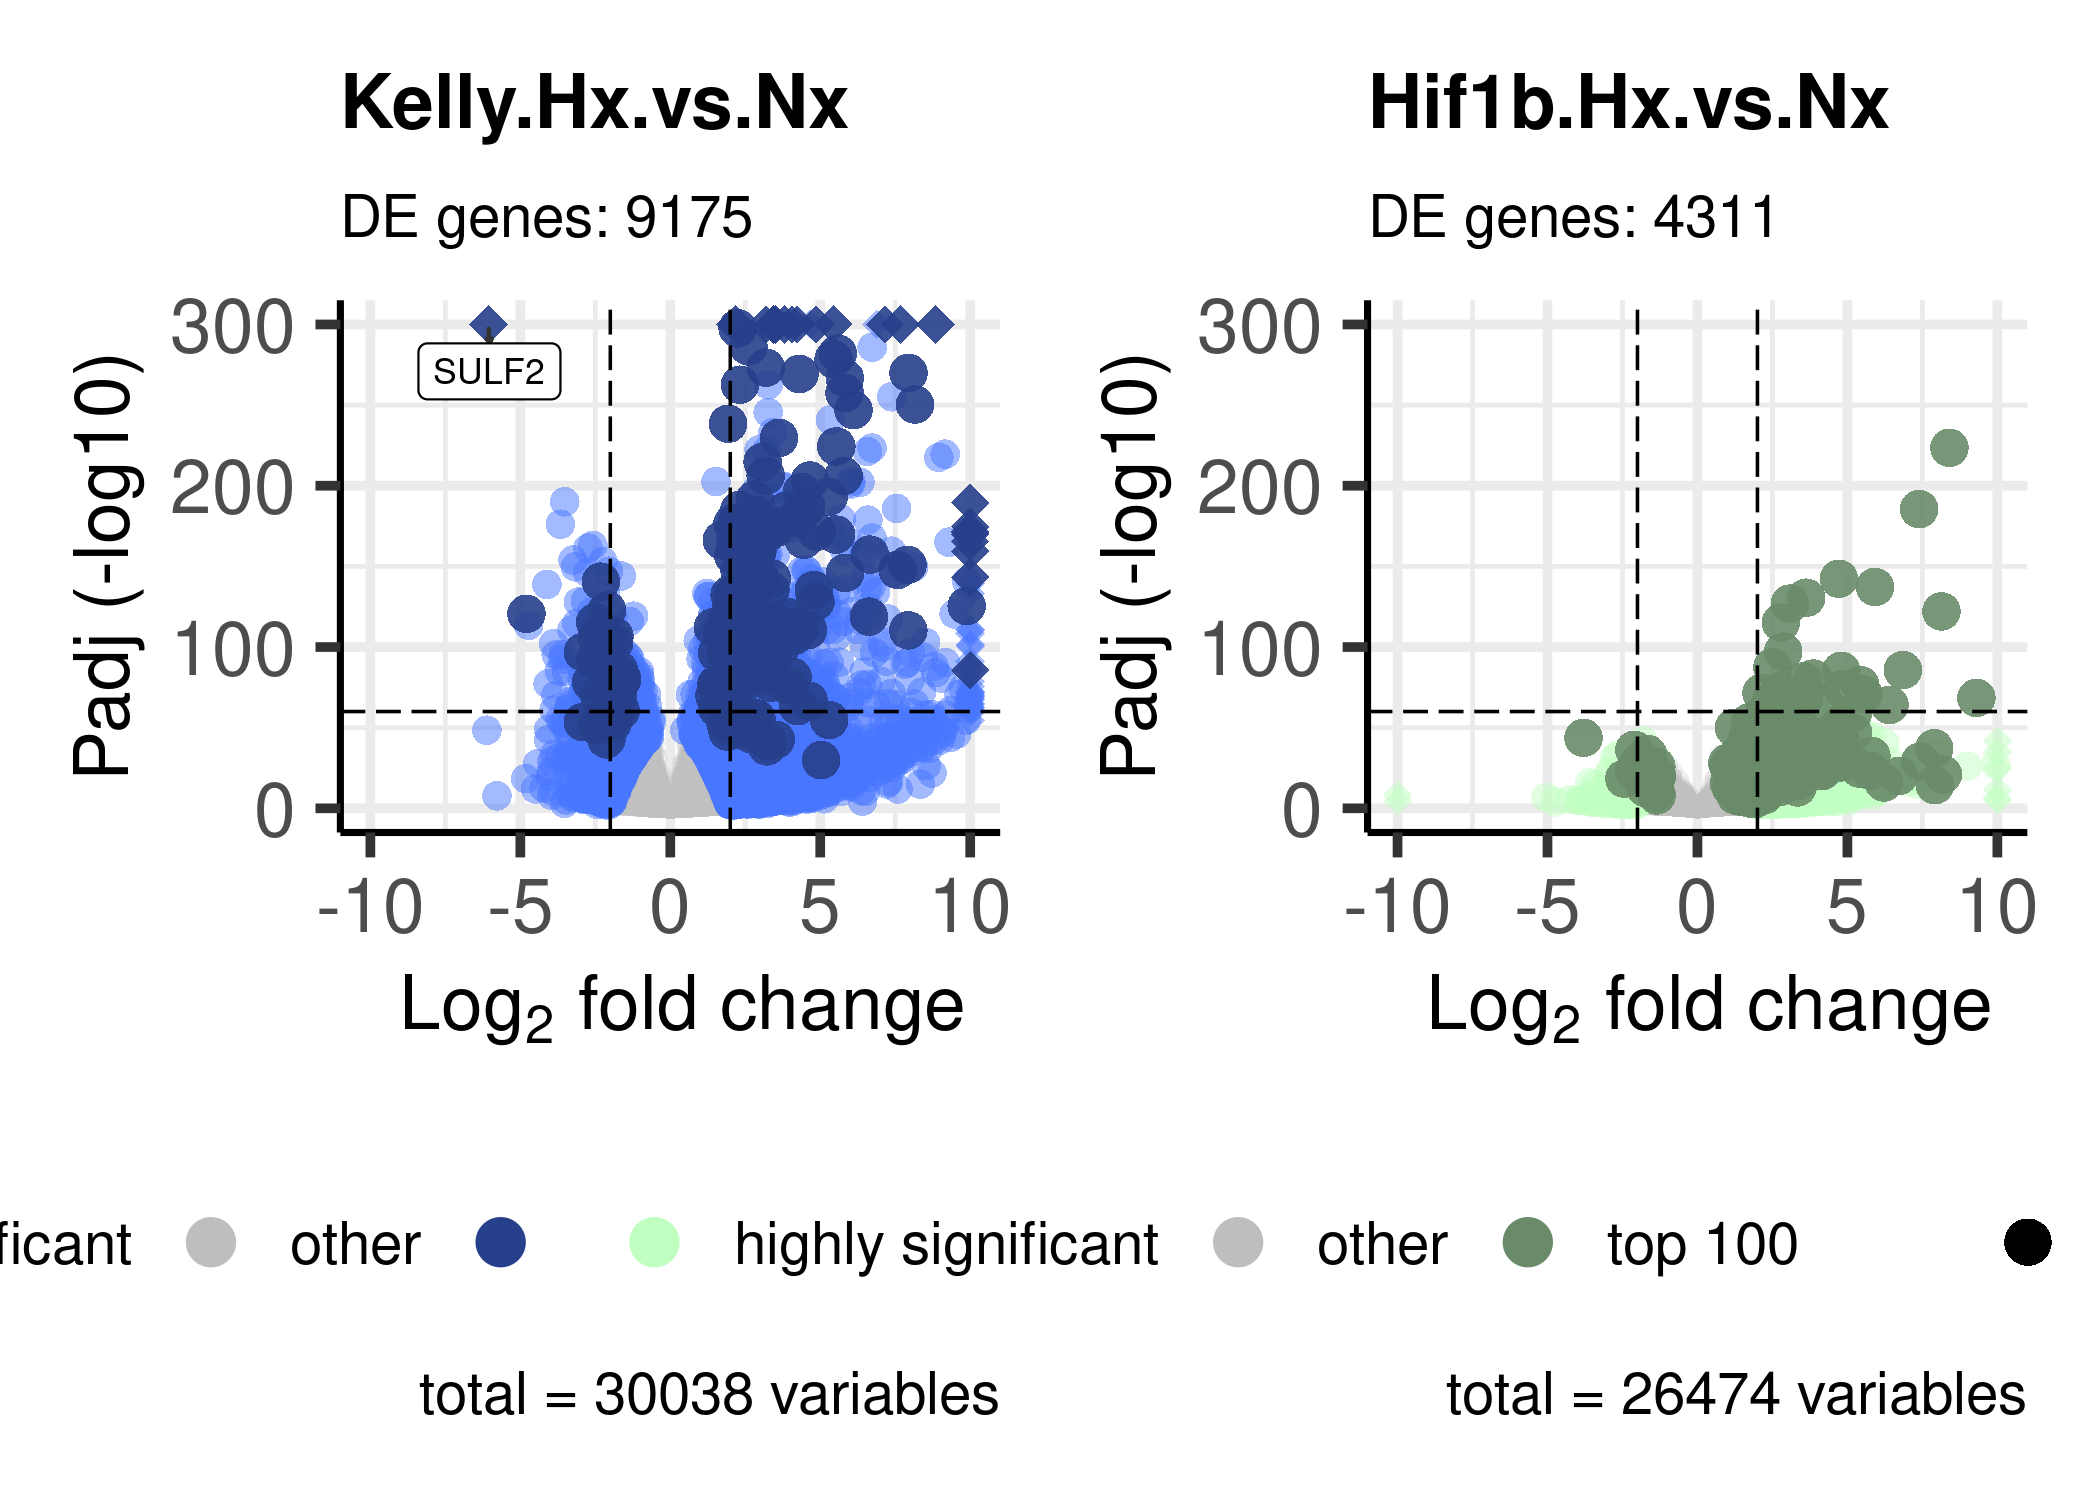 Kelly.Hx.vs.Nx
DE genes: 9175
Padj (-log10)
300
200
100
0
SULF2
-10 -5 0 5 10
Log2 fold change
Hif1b.Hx.vs.Nx
DE genes: 4311
Padj (-log10)
300
200
100
0
-10 -5 0 5 10
Log2 fold change
ficant other highly significant other top 100
total = 30038 variables
total = 26474 variables